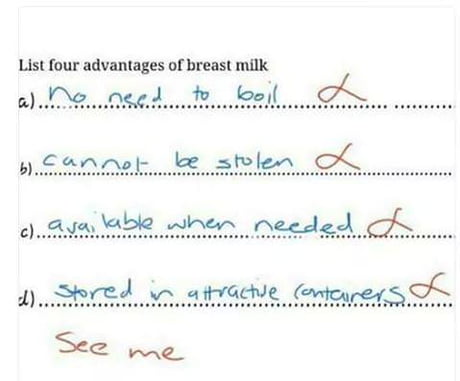 List four advantages of breast milk
a) no need to boil
b) cannot be stolen
c) available when needed
d) stored in attractive containers
See me